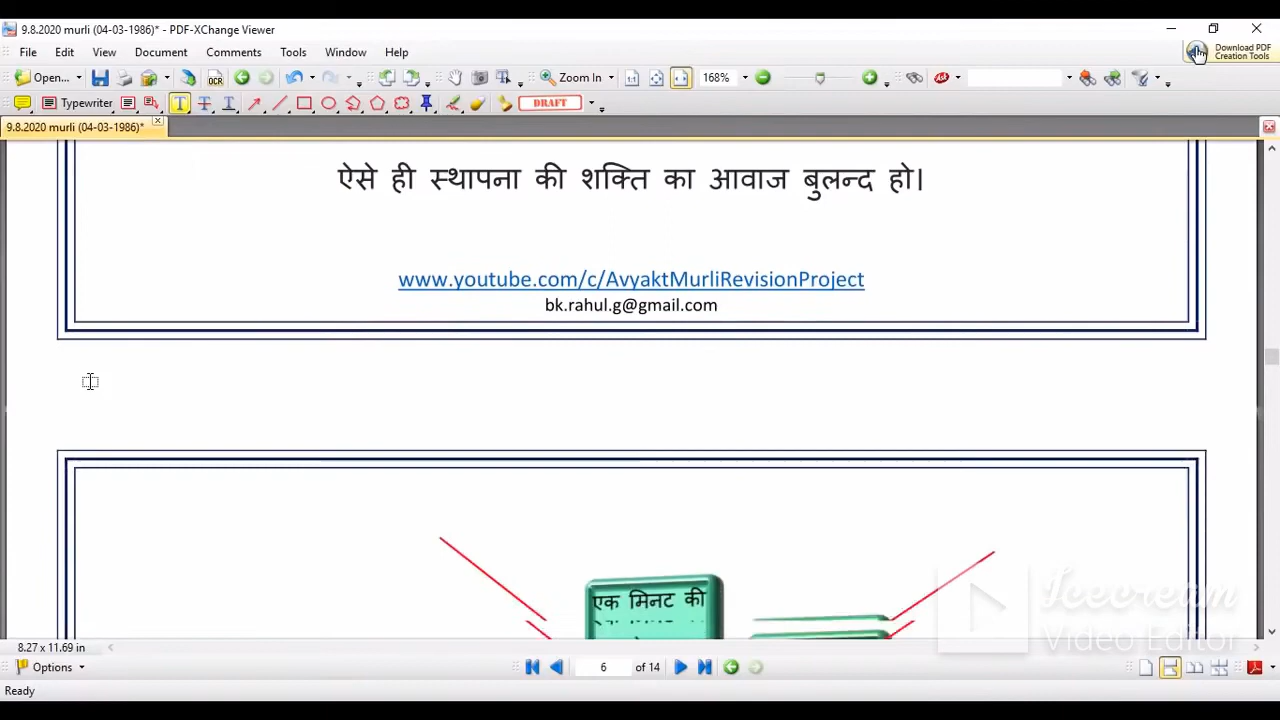 9.8.2020 murli (04-03-1986)* - PDF-XChange Viewer
File Edit View Document Comments Tools Window Help
Download PDF
Creation Tools
Open... OCR Zoom In 168%
Typewriter DRAFT
9.8.2020 murli (04-03-1986)*
ऐसे ही स्थापना की शक्ति का आवाज बुलन्द हो।
www.youtube.com/c/AvyaktMurliRevisionProject
bk.rahul.g@gmail.com
एक मिनट की
Icecream
Video Editor
8.27 x 11.69 in
Options 6 of 14
Ready